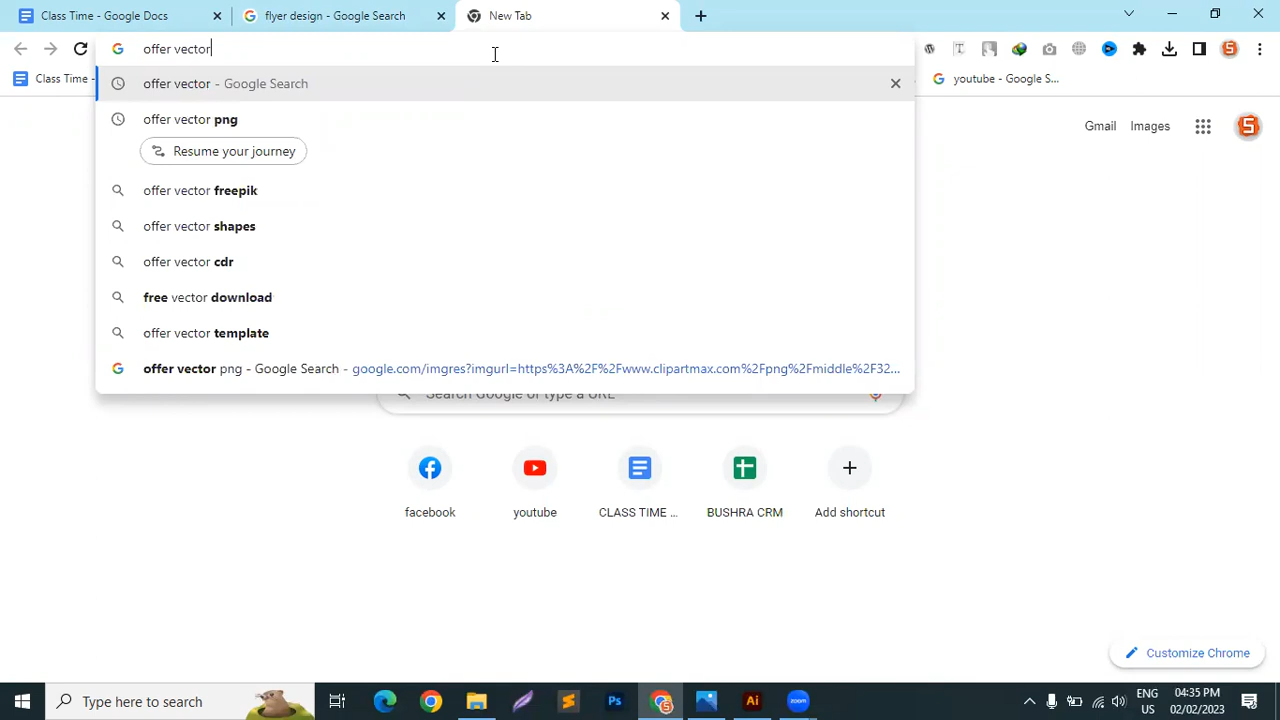 Class Time - Google Docs
flyer design - Google Search
New Tab
offer vector
Class Time -
offer vector - Google Search
youtube - Google S...
offer vector png
Gmail
Images
Resume your journey
offer vector freepik
offer vector shapes
offer vector cdr
free vector download
offer vector template
offer vector png - Google Search - google.com/imgres?imgurl=https%3A%2F%2Fwww.clipartmax.com%2Fpng%2Fmiddle%2F32...
Search Google or type a URL
facebook
youtube
CLASS TIME ...
BUSHRA CRM
Add shortcut
Customize Chrome
Type here to search
Ps
Ai
zoom
ENG
US
04:35 PM
02/02/2023